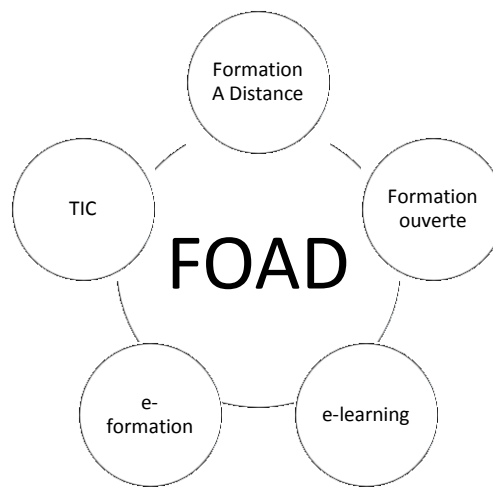 Formation
A Distance
TIC
Formation
ouverte
FOAD
e-
formation
e-learning